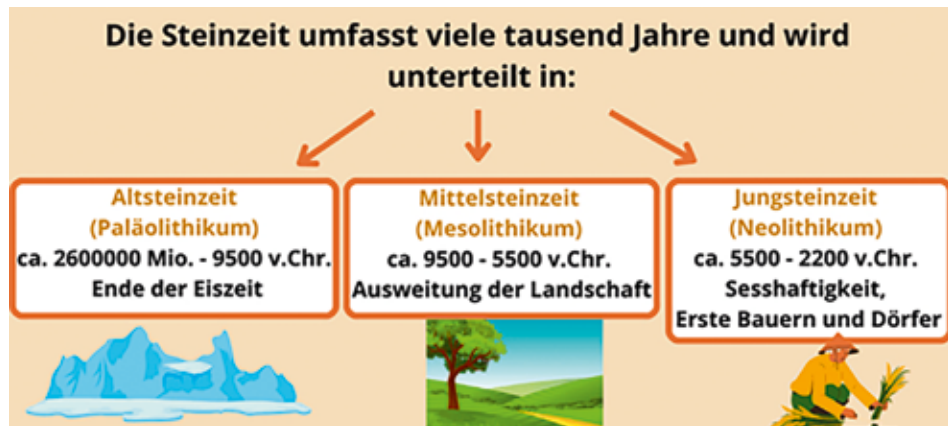 Die Steinzeit umfasst viele tausend Jahre und wird
unterteilt in:
Altsteinzeit
(Paläolithikum)
ca. 2600000 Mio. - 9500 v.Chr.
Ende der Eiszeit
Mittelsteinzeit
(Mesolithikum)
ca. 9500 - 5500 v.Chr.
Ausweitung der Landschaft
Jungsteinzeit
(Neolithikum)
ca. 5500 - 2200 v.Chr.
Sesshaftigkeit,
Erste Bauern und Dörfer